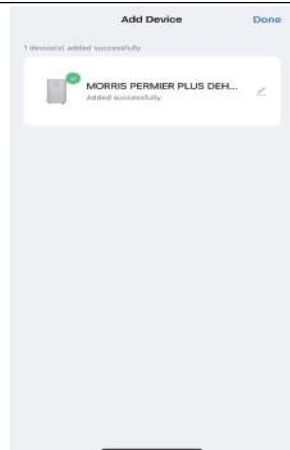 Add Device
Done
1 device(s) added successfully
MORRIS PERMIER PLUS DEH...
Added successfully